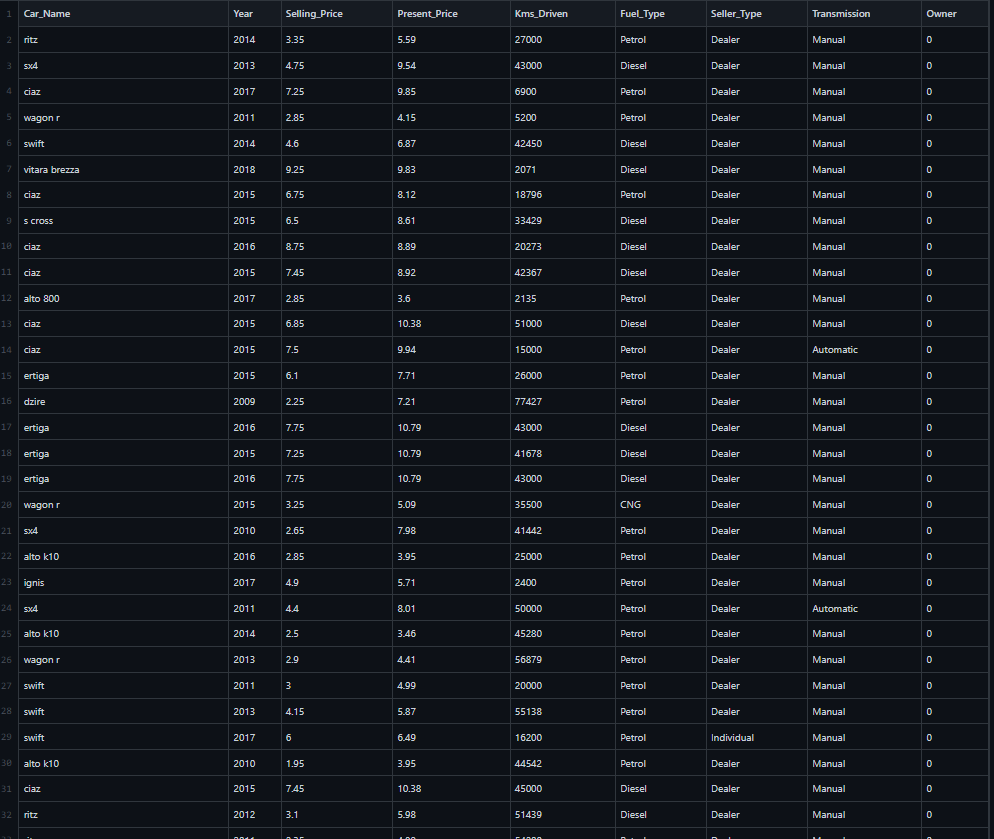 1 Car_Name Year Selling_Price Present_Price Kms_Driven Fuel_Type Seller_Type Transmission Owner
2 ritz 2014 3.35 5.59 27000 Petrol Dealer Manual 0
3 sx4 2013 4.75 9.54 43000 Diesel Dealer Manual 0
4 ciaz 2017 7.25 9.85 6900 Petrol Dealer Manual 0
5 wagon r 2011 2.85 4.15 5200 Petrol Dealer Manual 0
6 swift 2014 4.6 6.87 42450 Diesel Dealer Manual 0
7 vitara brezza 2018 9.25 9.83 2071 Diesel Dealer Manual 0
8 ciaz 2015 6.75 8.12 18796 Petrol Dealer Manual 0
9 s cross 2015 6.5 8.61 33429 Diesel Dealer Manual 0
10 ciaz 2016 8.75 8.89 20273 Diesel Dealer Manual 0
11 ciaz 2015 7.45 8.92 42367 Diesel Dealer Manual 0
12 alto 800 2017 2.85 3.6 2135 Petrol Dealer Manual 0
13 ciaz 2015 6.85 10.38 51000 Diesel Dealer Manual 0
14 ciaz 2015 7.5 9.94 15000 Petrol Dealer Automatic 0
15 ertiga 2015 6.1 7.71 26000 Petrol Dealer Manual 0
16 dzire 2009 2.25 7.21 77427 Petrol Dealer Manual 0
17 ertiga 2016 7.75 10.79 43000 Diesel Dealer Manual 0
18 ertiga 2015 7.25 10.79 41678 Diesel Dealer Manual 0
19 ertiga 2016 7.75 10.79 43000 Diesel Dealer Manual 0
20 wagon r 2015 3.25 5.09 35500 CNG Dealer Manual 0
21 sx4 2010 2.65 7.98 41442 Petrol Dealer Manual 0
22 alto k10 2016 2.85 3.95 25000 Petrol Dealer Manual 0
23 ignis 2017 4.9 5.71 2400 Petrol Dealer Manual 0
24 sx4 2011 4.4 8.01 50000 Petrol Dealer Automatic 0
25 alto k10 2014 2.5 3.46 45280 Petrol Dealer Manual 0
26 wagon r 2013 2.9 4.41 56879 Petrol Dealer Manual 0
27 swift 2011 3 4.99 20000 Petrol Dealer Manual 0
28 swift 2013 4.15 5.87 55138 Petrol Dealer Manual 0
29 swift 2017 6 6.49 16200 Petrol Individual Manual 0
30 alto k10 2010 1.95 3.95 44542 Petrol Dealer Manual 0
31 ciaz 2015 7.45 10.38 45000 Diesel Dealer Manual 0
32 ritz 2012 3.1 5.98 51439 Diesel Dealer Manual 0